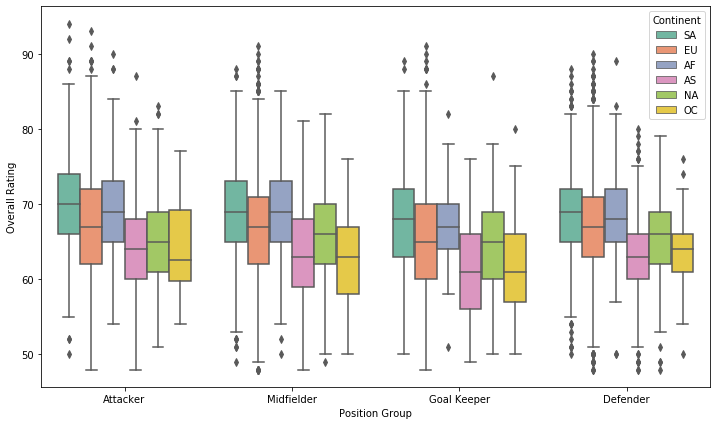 Continent
SA
EU
AF
AS
NA
OC
90
80
70
60
50
Overall Rating
Attacker
Midfielder
Goal Keeper
Defender
Position Group